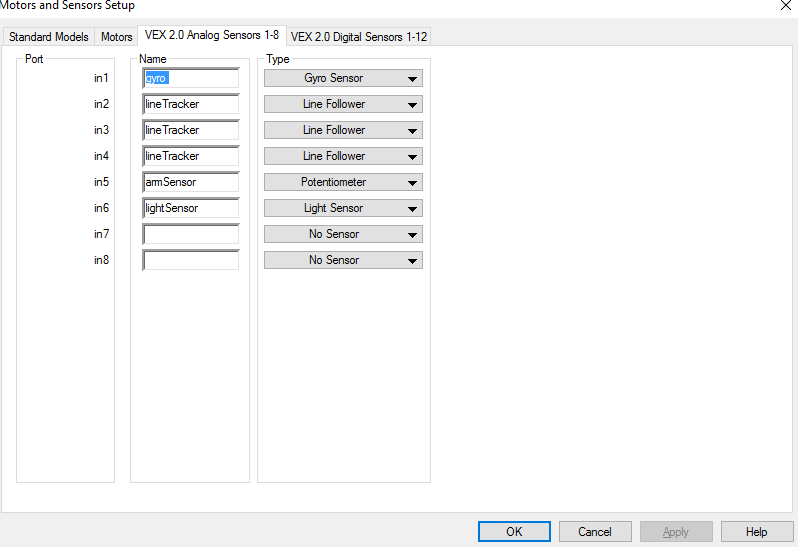 Motors and Sensors Setup
Standard Models Motors VEX 2.0 Analog Sensors 1-8 VEX 2.0 Digital Sensors 1-12
Port Name Type
in1 gyro Gyro Sensor
in2 lineTracker Line Follower
in3 lineTracker Line Follower
in4 lineTracker Line Follower
in5 armSensor Potentiometer
in6 lightSensor Light Sensor
in7 No Sensor
in8 No Sensor
OK Cancel Apply Help